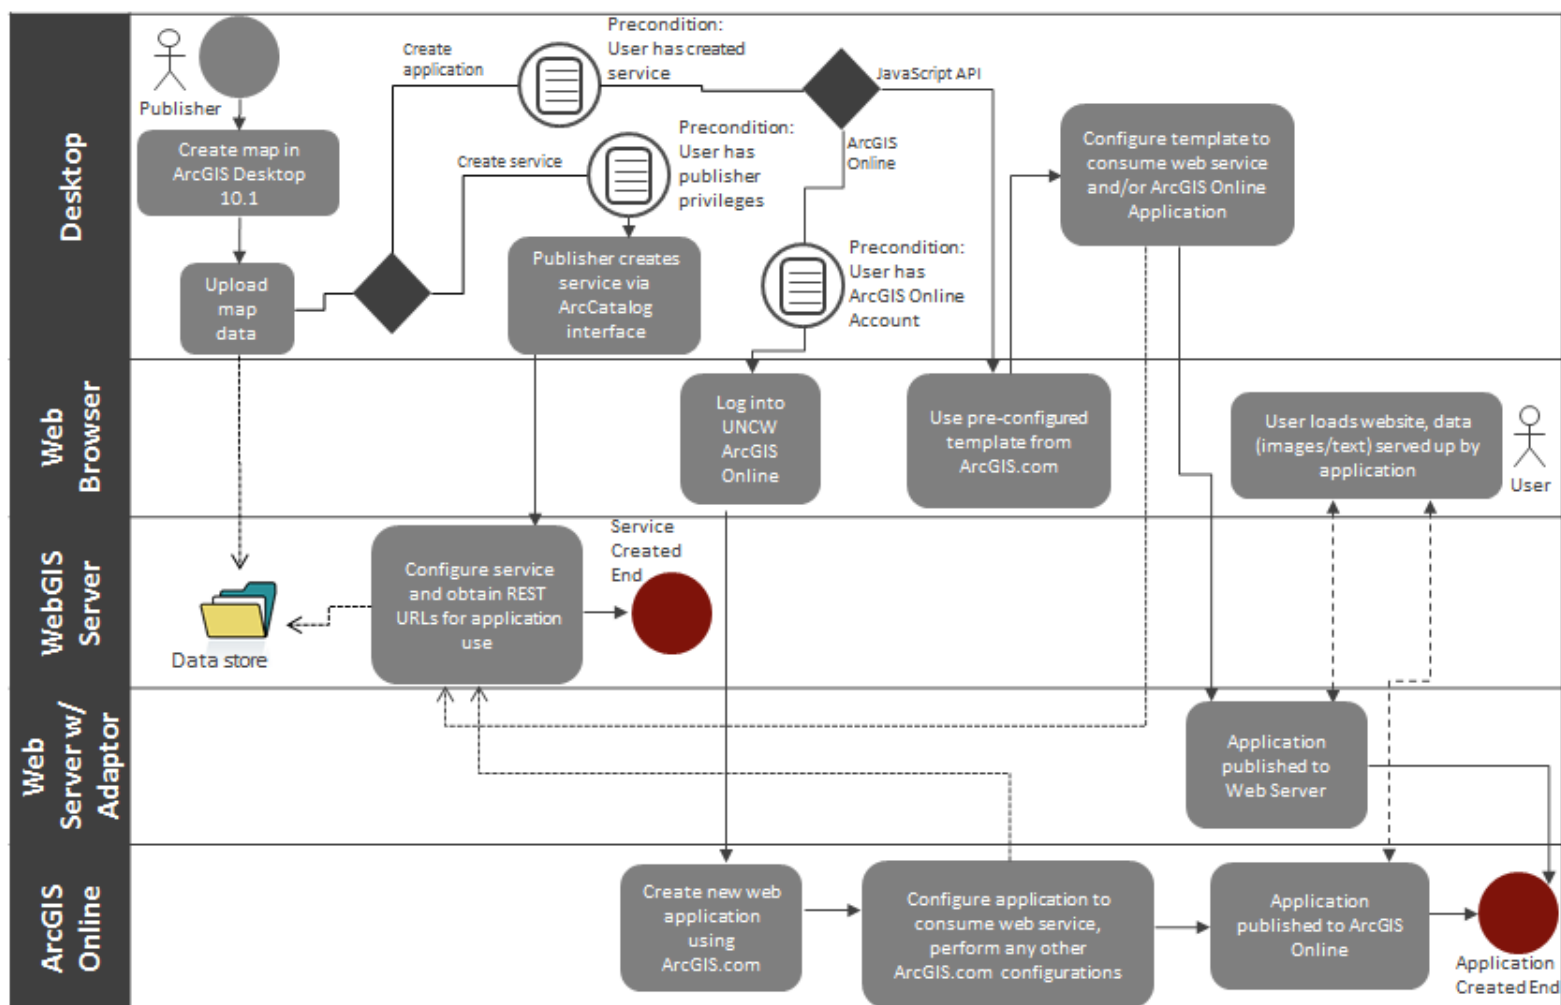 Desktop
Publisher
Create map in
ArcGIS Desktop
10.1
Upload
map
data
Create
application
Precondition:
User has created
service
Create service
Precondition:
User has
publisher
privileges
Publisher creates
service via
ArcCatalog
interface
JavaScript API
ArcGIS
Online
Precondition:
User has
ArcGIS Online
Account
Configure template to
consume web service
and/or ArcGIS Online
Application
Web
Browser
Log into
UNCW
ArcGIS
Online
Use pre-configured
template from
ArcGIS.com
User loads website, data
(images/text) served up by
application
User
WebGIS
Server
Data store
Configure service
and obtain REST
URLs for application
use
Service
Created
End
Web
Server w/
Adaptor
Application
published to
Web Server
ArcGIS
Online
Create new web
application
using
ArcGIS.com
Configure application to
consume web service,
perform any other
ArcGIS.com configurations
Application
published to ArcGIS
Online
Application
Created End